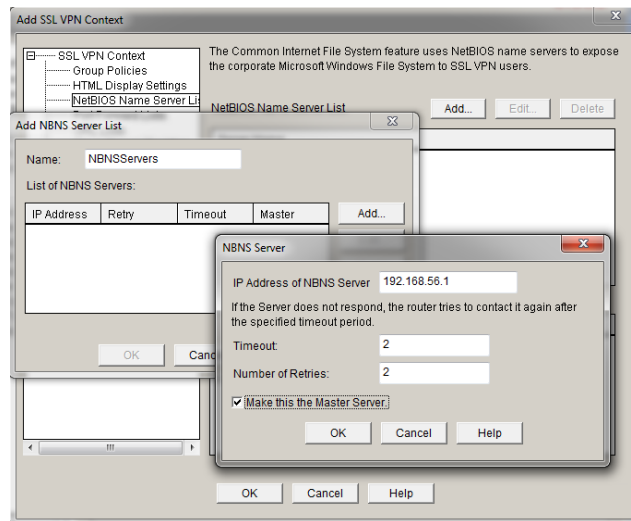 Add SSL VPN Context
SSL VPN Context
Group Policies
HTML Display Settings
NetBIOS Name Server Li
The Common Internet File System feature uses NetBIOS name servers to expose
the corporate Microsoft Windows File System to SSL VPN users.
NetBIOS Name Server List
Add...
Edit...
Delete
Add NBNS Server List
Name:
NBNSServers
List of NBNS Servers:
IP Address
Retry
Timeout
Master
Add...
OK
Canc
NBNS Server
IP Address of NBNS Server
192.168.56.1
If the Server does not respond, the router tries to contact it again after
the specified timeout period.
Timeout:
2
Number of Retries:
2
Make this the Master Server.
OK
Cancel
Help
OK
Cancel
Help